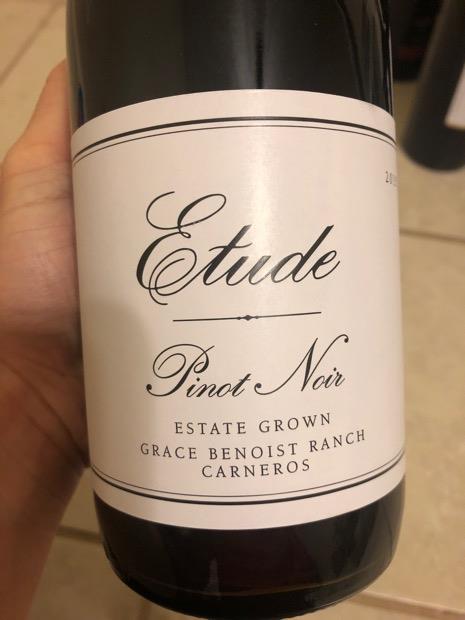 Etude
Pinot Noir
ESTATE GROWN
GRACE BENOIST RANCH
CARNEROS